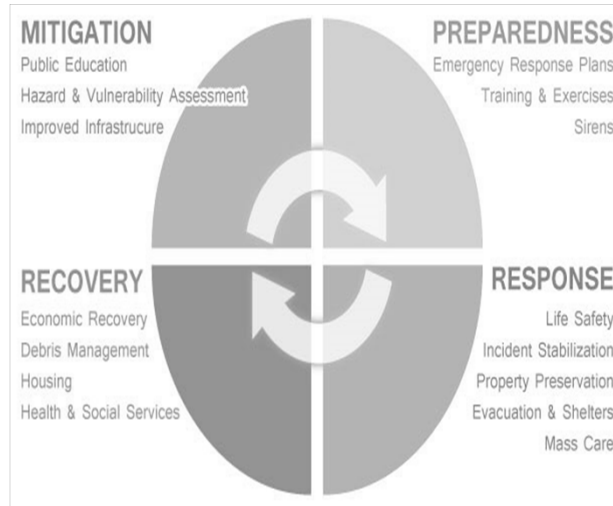 MITIGATION
Public Education
Hazard & Vulnerability Assessment
Improved Infrastrucure
PREPAREDNESS
Emergency Response Plans
Training & Exercises
Sirens
RECOVERY
Economic Recovery
Debris Management
Housing
Health & Social Services
RESPONSE
Life Safety
Incident Stabilization
Property Preservation
Evacuation & Shelters
Mass Care